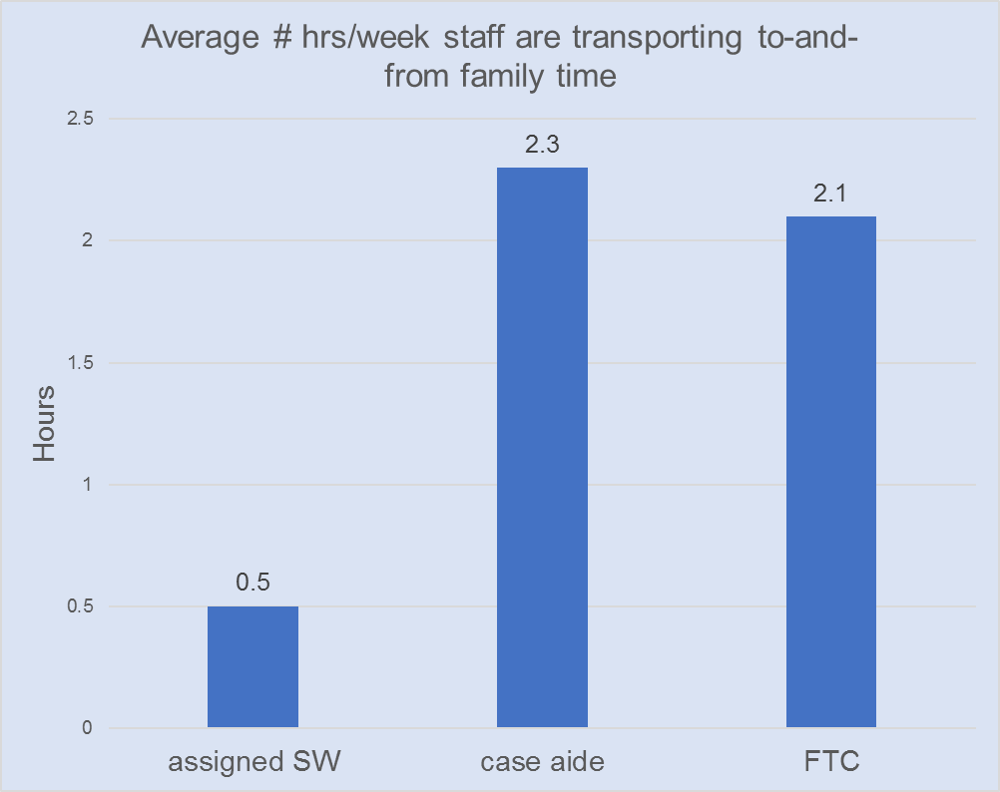 Average # hrs/week staff are transporting to-and-
from family time
2.5
2
1.5
1
0.5
0
Hours
0.5
2.3
2.1
assigned SW
case aide
FTC